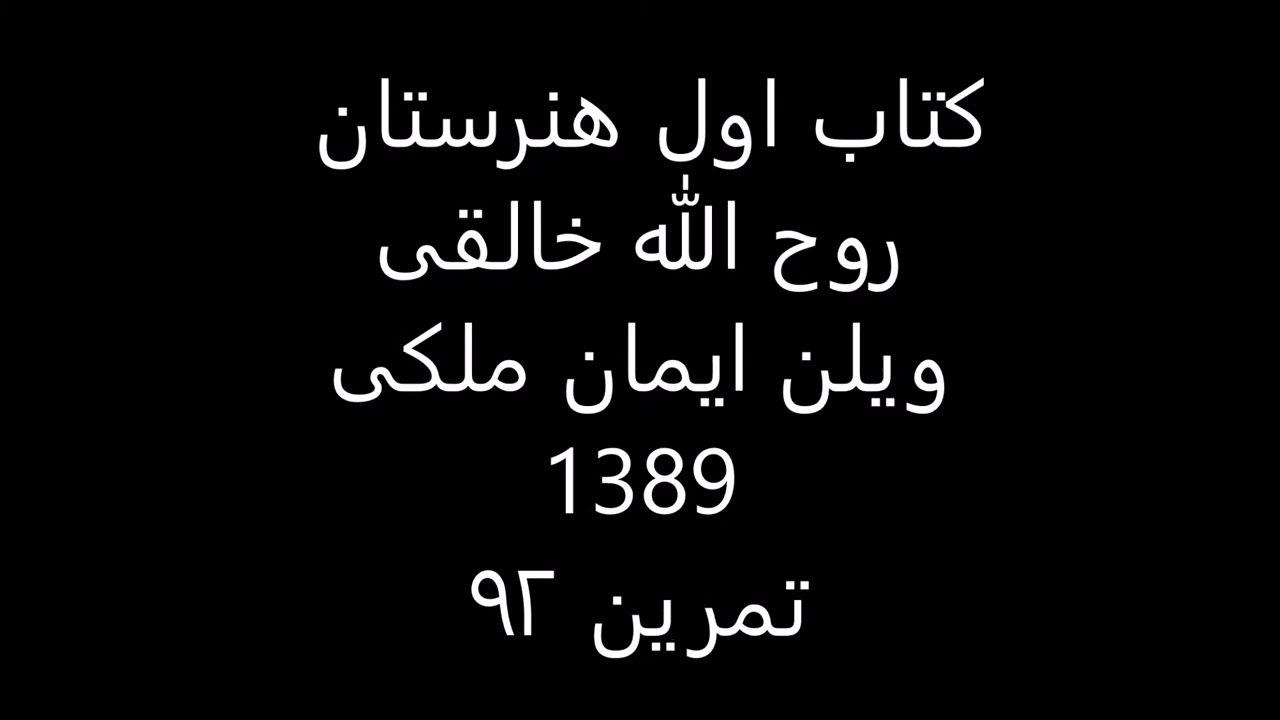 کتاب اول هنرستان
روح الله خالقی
ویلن ایمان ملکی
1389
تمرین ۹۲